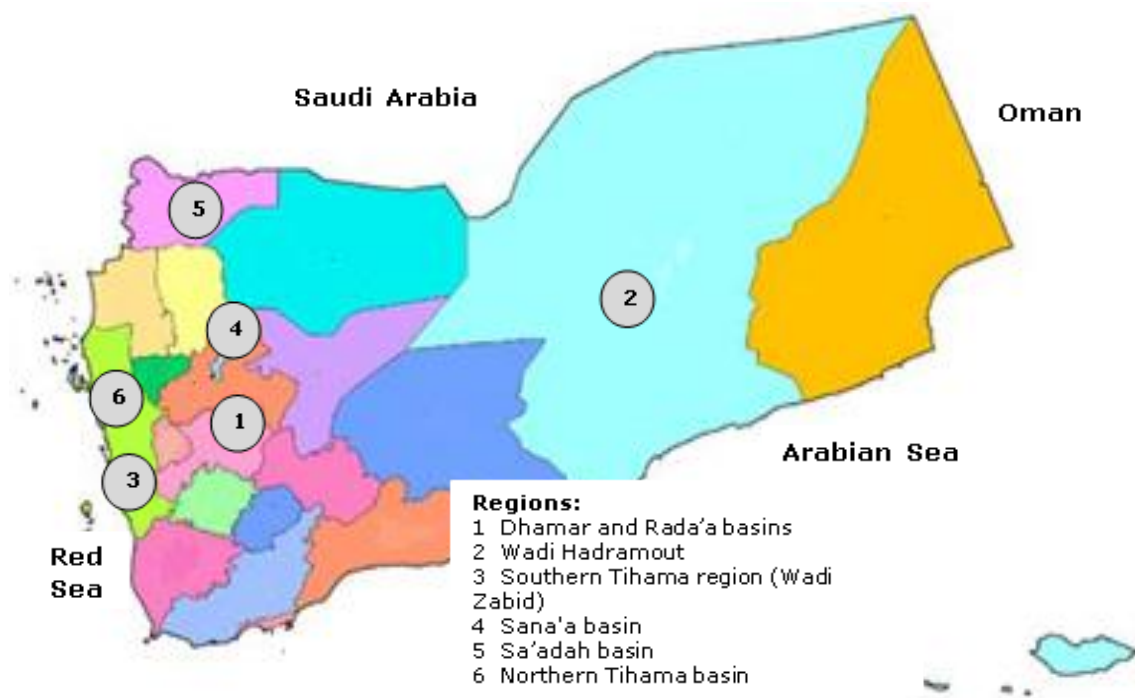 Saudi Arabia
Oman
5
2
4
6
1
Arabian Sea
3
Red
Sea
Regions:
1 Dhamar and Rada’a basins
2 Wadi Hadramout
3 Southern Tihama region (Wadi
Zabid)
4 Sana'a basin
5 Sa’adah basin
6 Northern Tihama basin